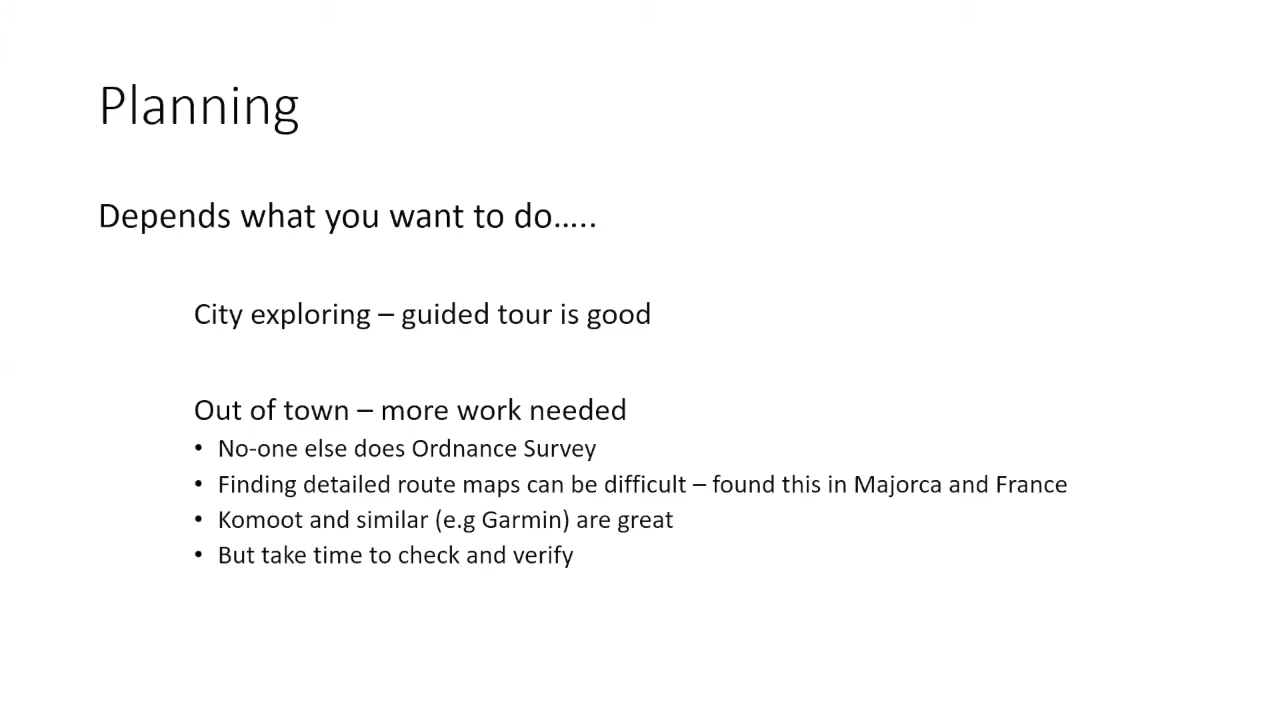 Planning
Depends what you want to do…..
City exploring – guided tour is good
Out of town – more work needed
• No-one else does Ordnance Survey
• Finding detailed route maps can be difficult – found this in Majorca and France
• Komoot and similar (e.g Garmin) are great
• But take time to check and verify